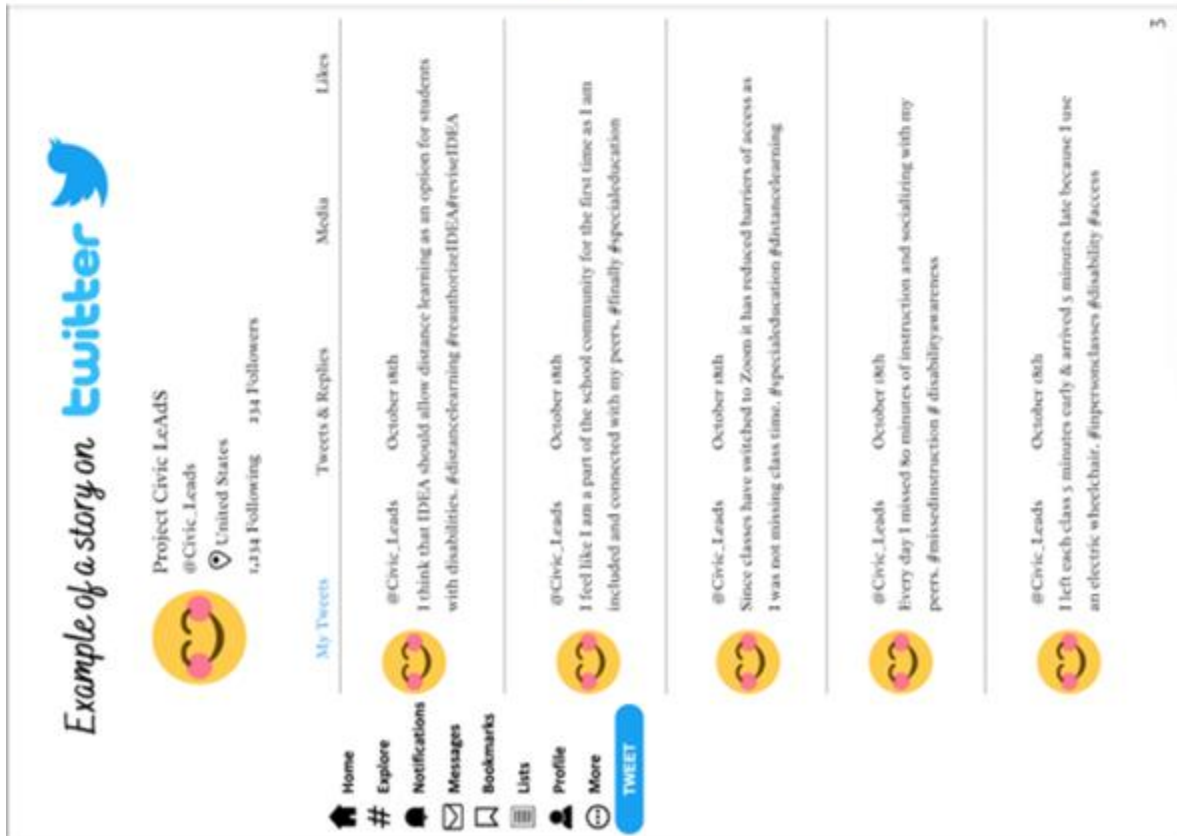 Example of a story on twitter
Project Civic LeAdS
@Civic_Leads
United States
1,234 Following 234 Followers
My Tweets Tweets & Replies Media Likes
Home
# Explore
Notifications
Messages
Bookmarks
Lists
Profile
More
TWEET
@Civic_Leads October 18th
I think that IDEA should allow distance learning as an option for students
with disabilities. #distancelearning #reauthorizeIDEA#reviseIDEA
@Civic_Leads October 18th
I feel like I am a part of the school community for the first time as I am
included and connected with my peers. #finally #specialeducation
@Civic_Leads October 18th
Since classes have switched to Zoom it has reduced barriers of access as
I was not missing class time. #specialeducation #distancelearning
@Civic_Leads October 18th
Every day I missed 80 minutes of instruction and socializing with my
peers. #missedinstruction # disabilityawareness
@Civic_Leads October 18th
I left each class 5 minutes early & arrived 5 minutes late because I use
an electric wheelchair. #inpersonclasses #disability #access
3